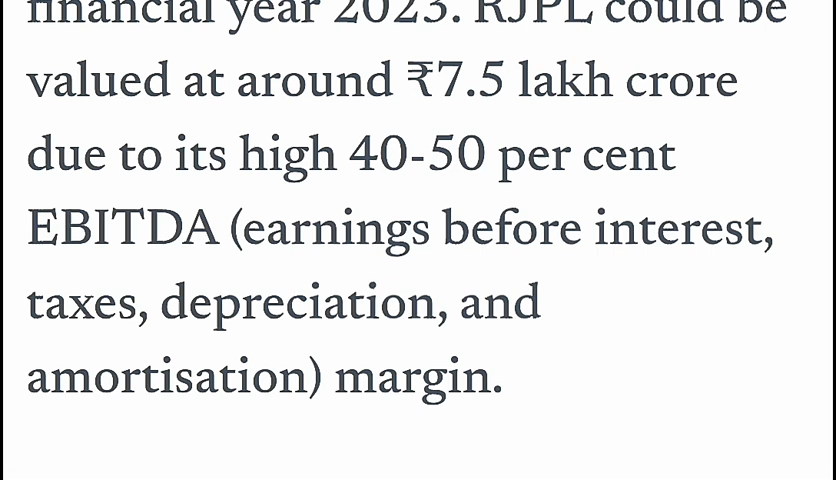 financial year 2023. RJPL could be
valued at around ₹7.5 lakh crore
due to its high 40-50 per cent
EBITDA (earnings before interest,
taxes, depreciation, and
amortisation) margin.